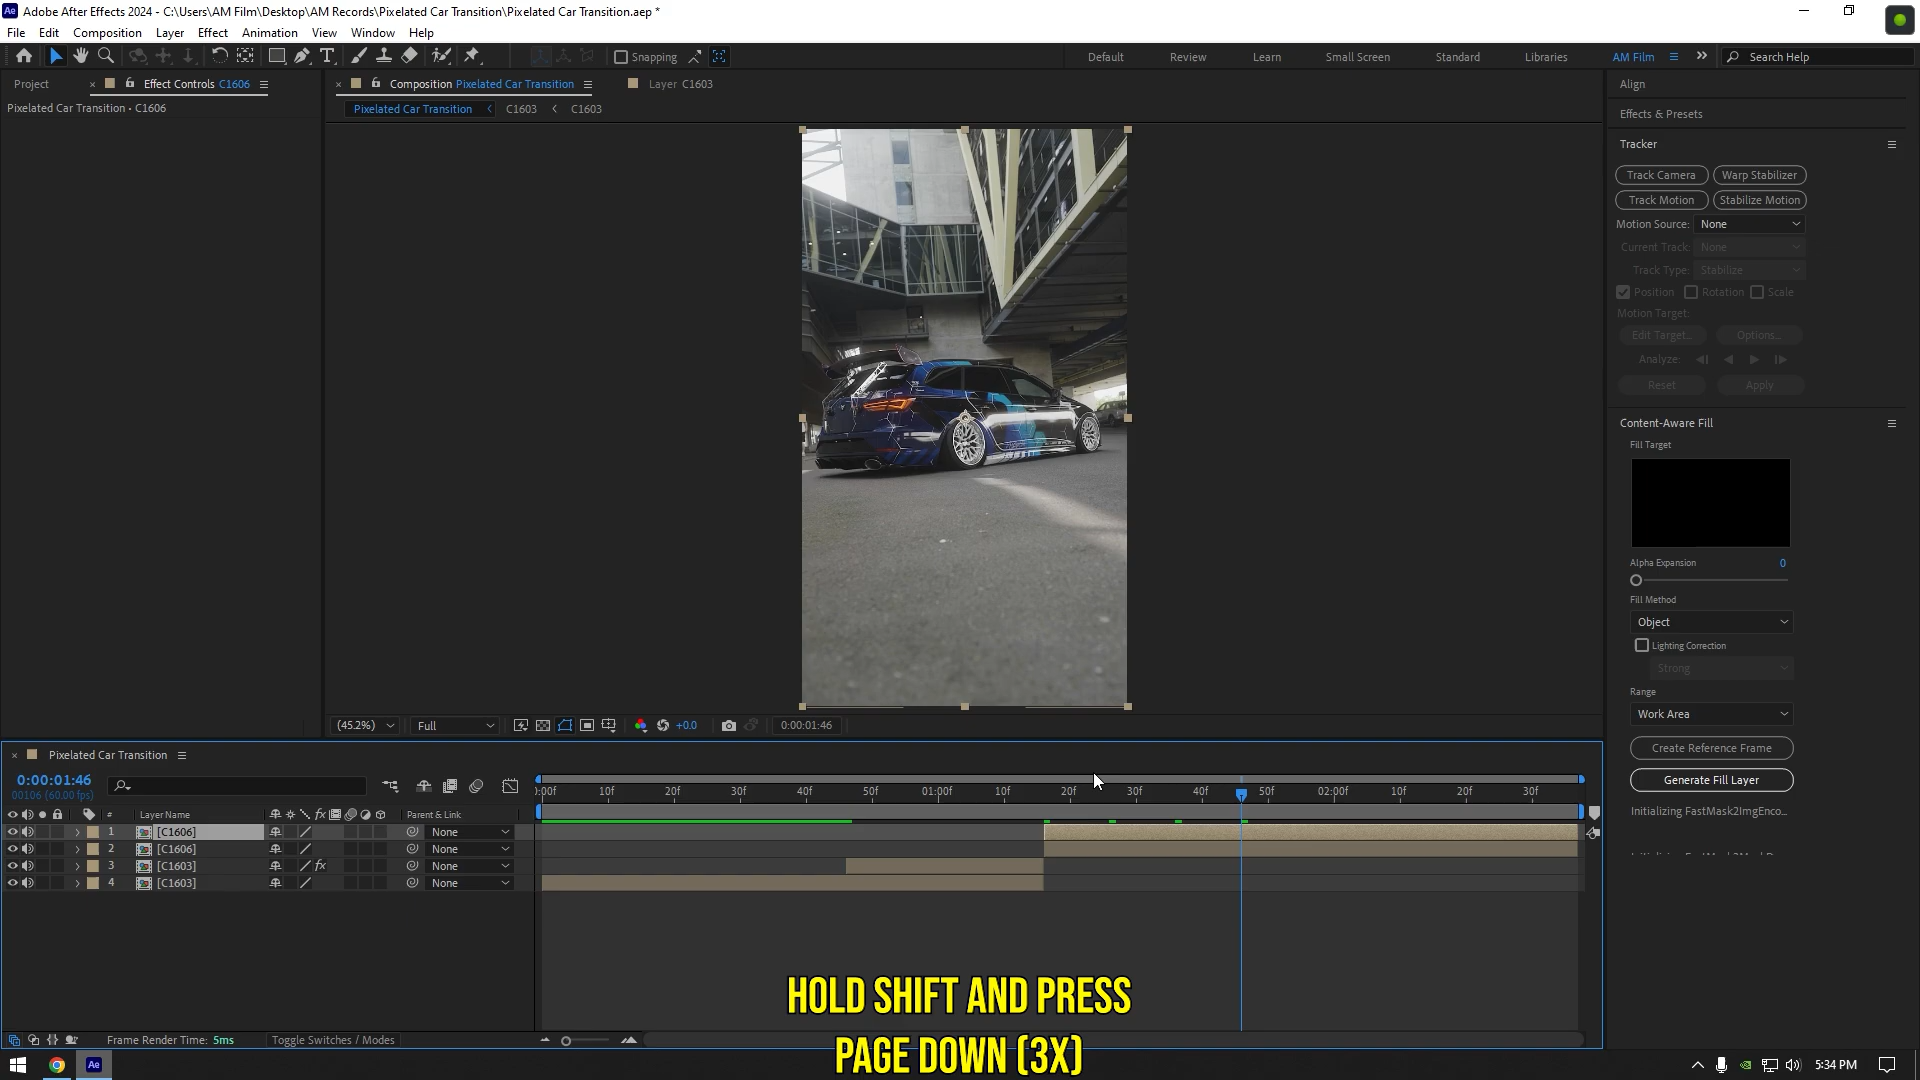 Adobe After Effects 2024 - C:\Users\AM Film\Desktop\AM Records\Pixelated Car Transition\Pixelated Car Transition.aep *
File Edit Composition Layer Effect Animation View Window Help
Snapping Default Review Learn Small Screen Standard Libraries AM Film Search Help
Project × Effect Controls C1606
Pixelated Car Transition • C1606
× Composition Pixelated Car Transition Layer C1603
Pixelated Car Transition < C1603 < C1603
Align
Effects & Presets
Tracker
Track Camera Warp Stabilizer
Track Motion Stabilize Motion
Motion Source: None
Current Track: None
Track Type: Stabilize
Position Rotation Scale
Motion Target:
Edit Target... Options...
Analyze:
Reset Apply
Content-Aware Fill
Fill Target
Alpha Expansion 0
Fill Method
Object
Lighting Correction
Strong
Range
Work Area
Create Reference Frame
Generate Fill Layer
Initializing FastMask2ImgEnco...
(45.2%) Full +0.0 0:00:01:46
× Pixelated Car Transition
0:00:01:46
00106 (60.00 fps)
):00f 10f 20f 30f 40f 50f 01:00f 10f 20f 30f 40f 50f 02:00f 10f 20f 30f
# Layer Name fx Parent & Link
1 [C1606] None
2 [C1606] None
3 [C1603] fx None
4 [C1603] None
Frame Render Time: 5ms Toggle Switches / Modes
HOLD SHIFT AND PRESS
PAGE DOWN (3X)
Ae 5:34 PM